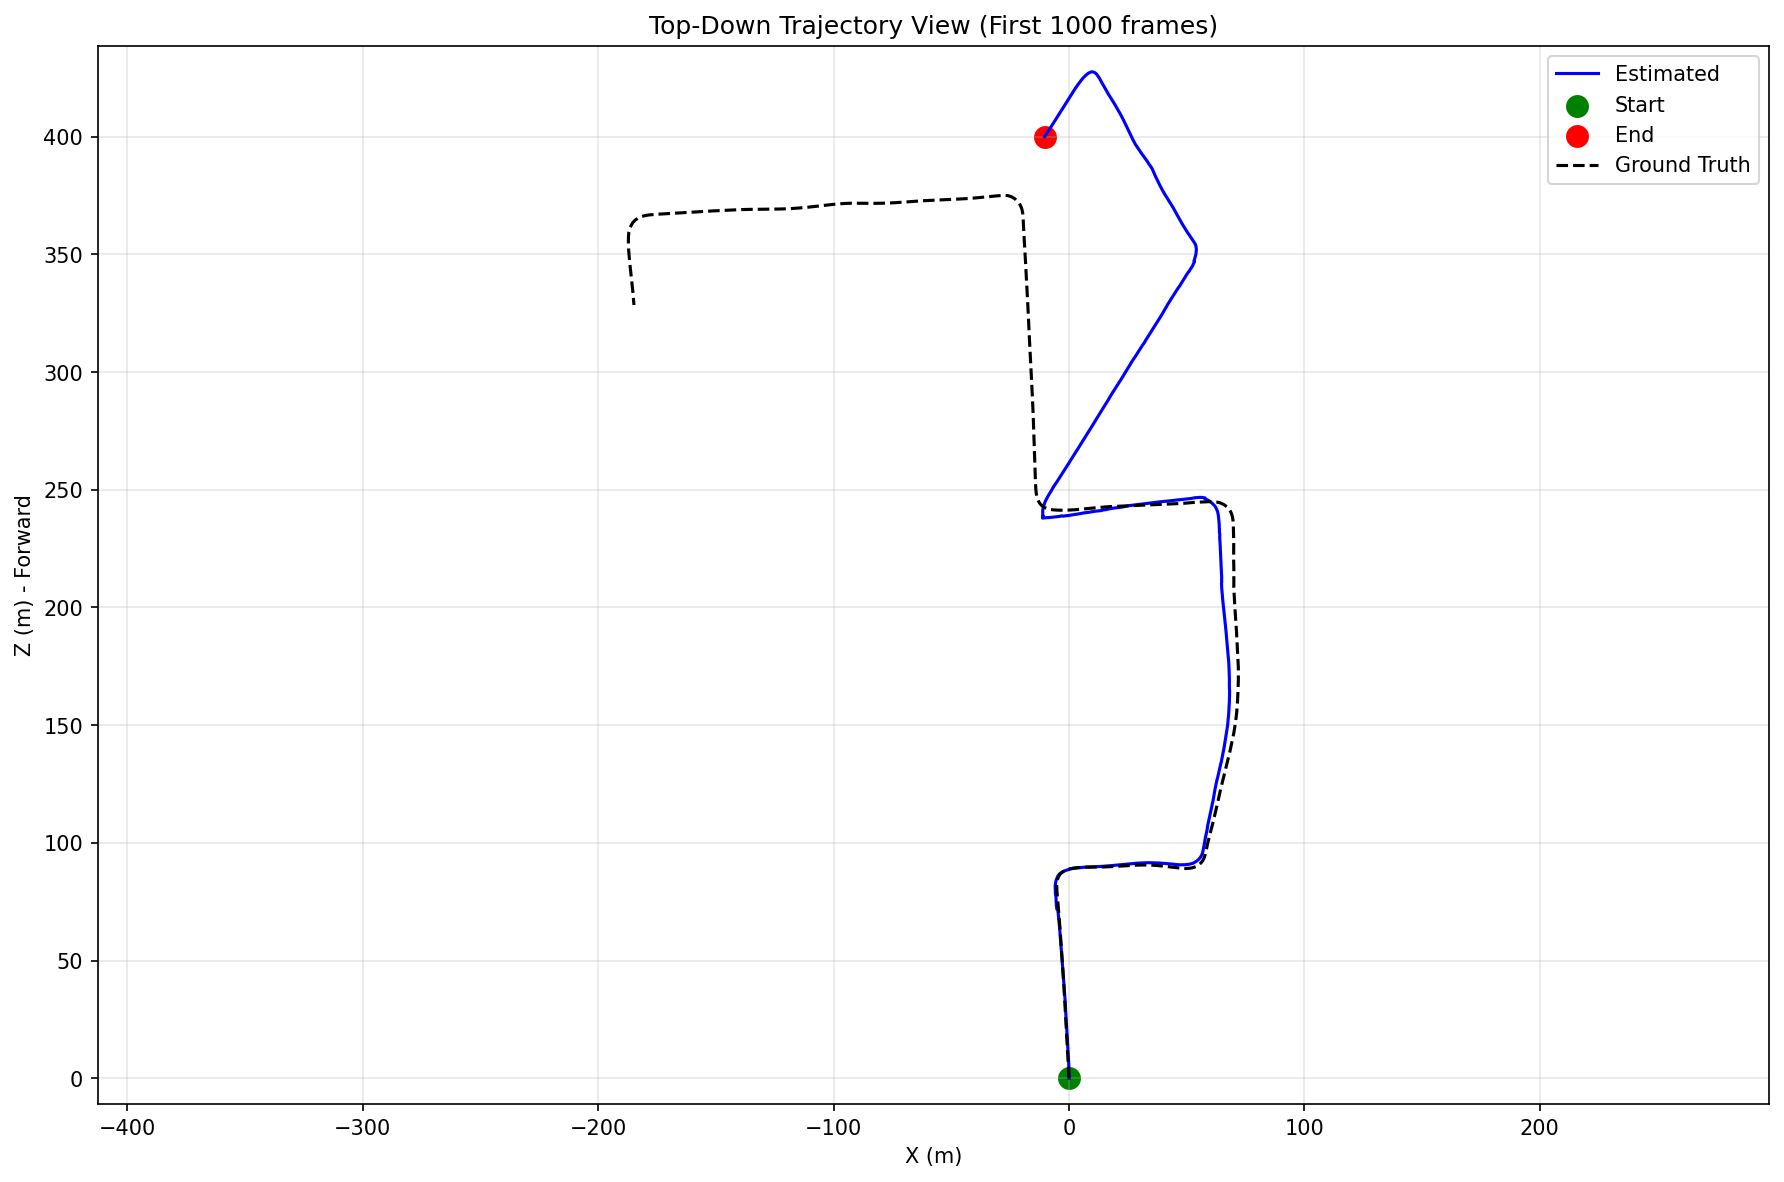 Top-Down Trajectory View (First 1000 frames)
Estimated
Start
End
Ground Truth
Z (m) - Forward
400
350
300
250
200
150
100
50
0
−400
−300
−200
−100
0
100
200
X (m)